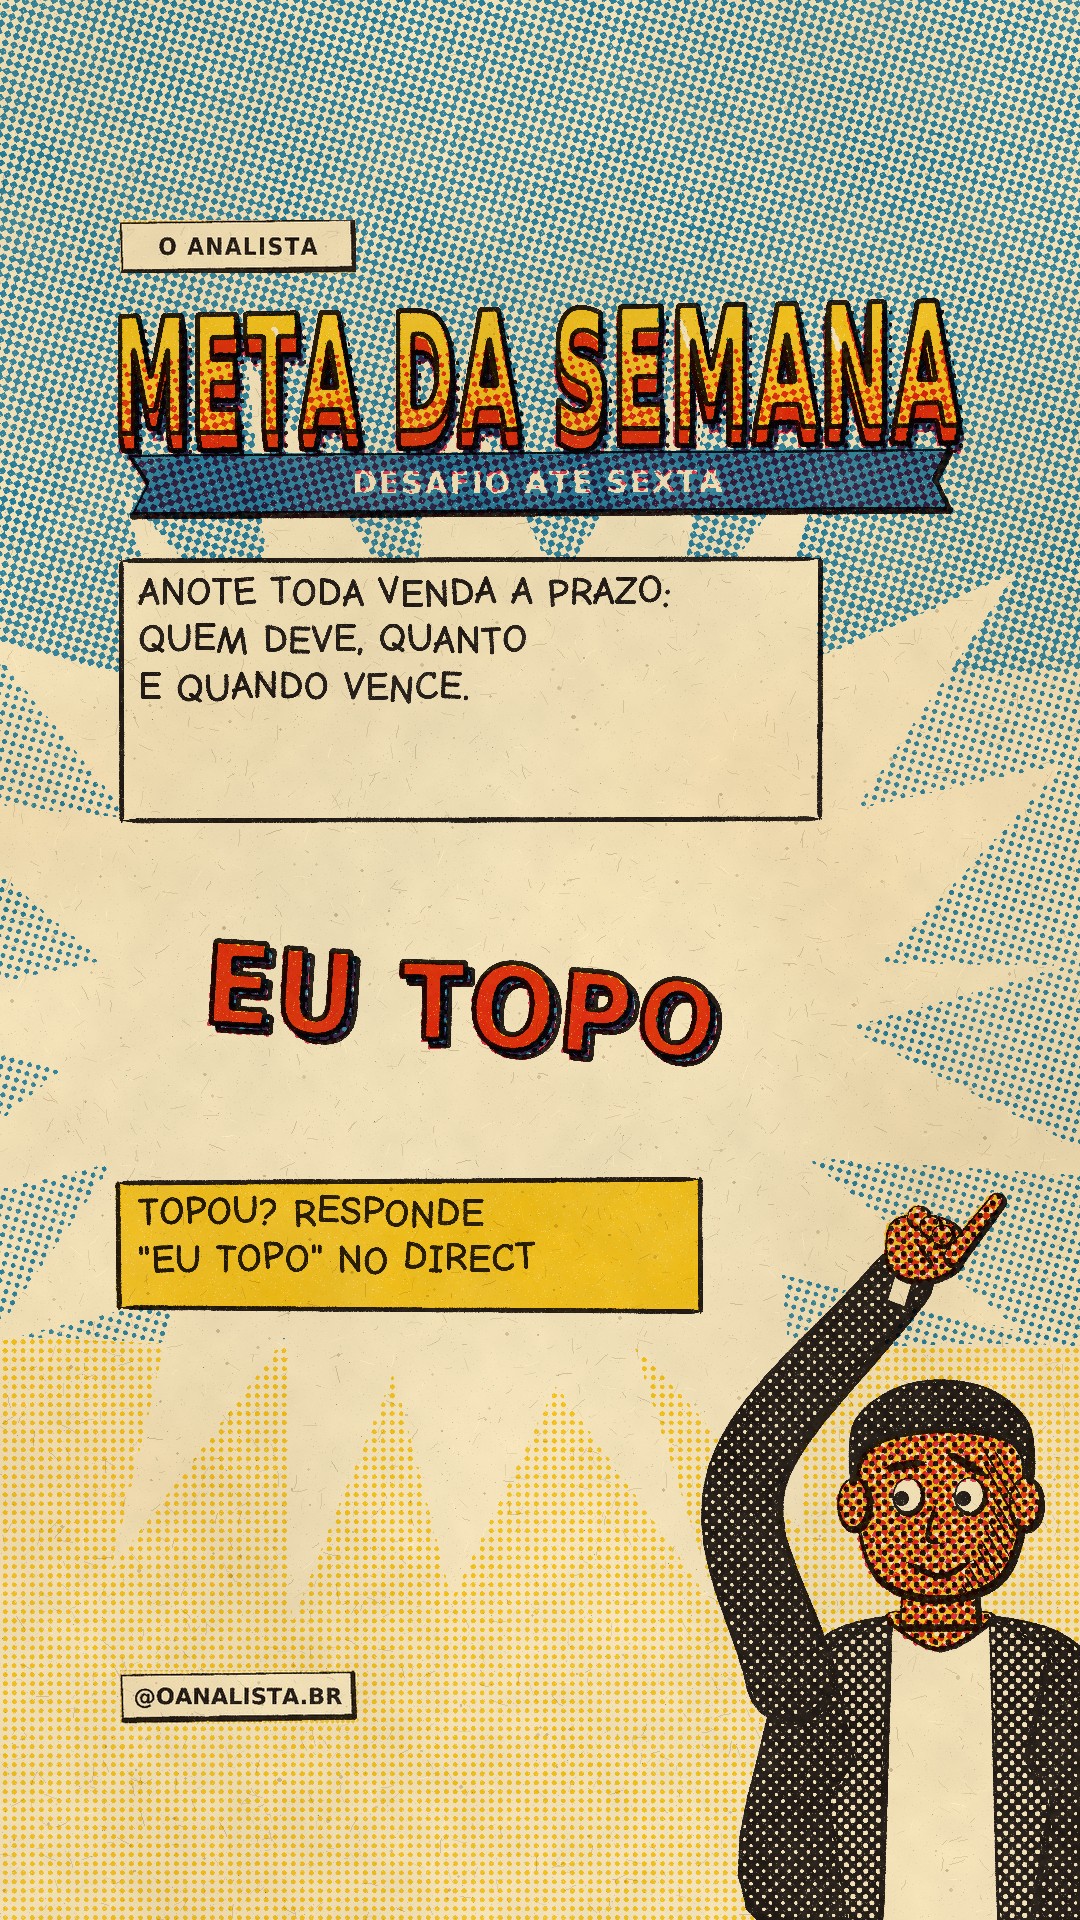 O ANALISTA
META DA SEMANA
DESAFIO ATÉ SEXTA
ANOTE TODA VENDA A PRAZO:
QUEM DEVE, QUANTO
E QUANDO VENCE.
EU TOPO
TOPOU? RESPONDE
"EU TOPO" NO DIRECT
@OANALISTA.BR